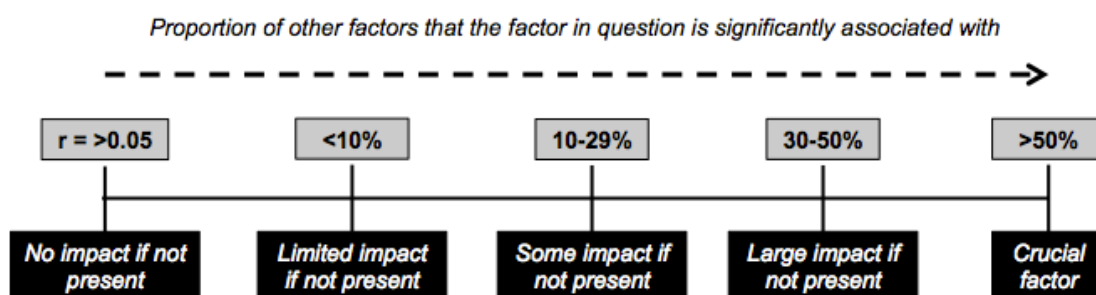 Proportion of other factors that the factor in question is significantly associated with
r = >0.05
<10%
10-29%
30-50%
>50%
No impact if not
present
Limited impact
if not present
Some impact if
not present
Large impact if
not present
Crucial
factor